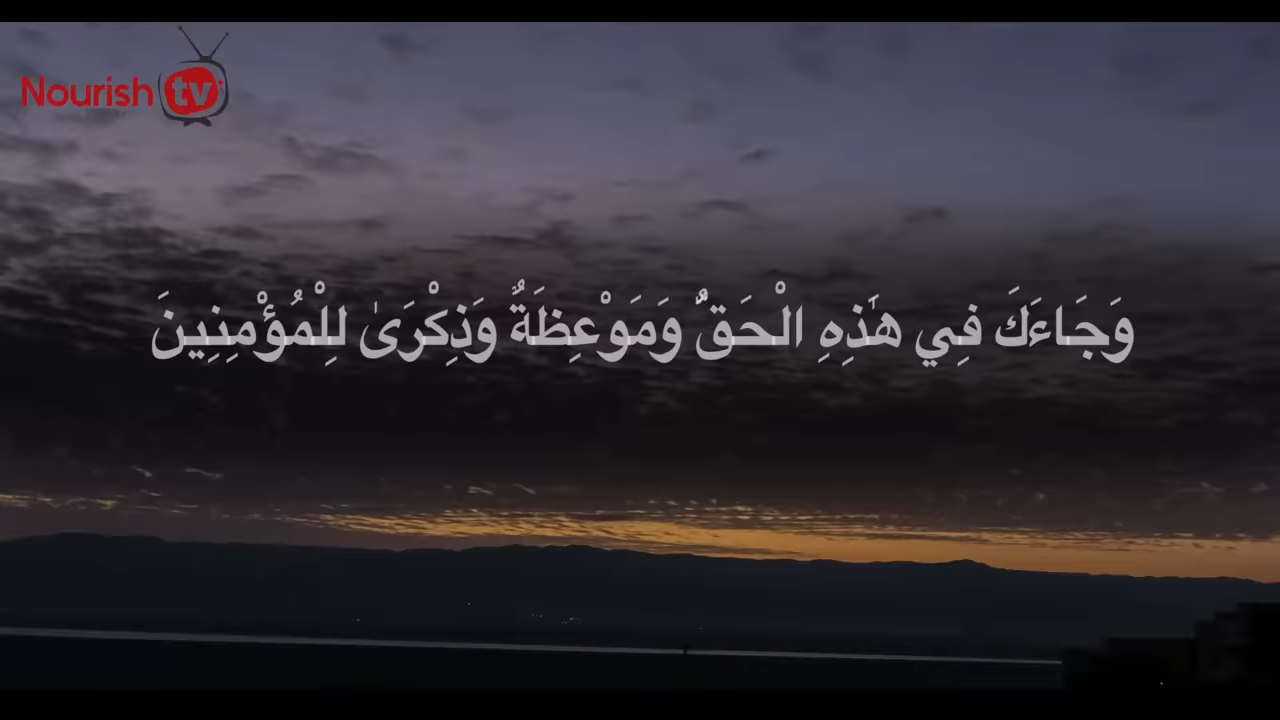 Nourish tv
وَجَاءَكَ فِي هَٰذِهِ الْحَقُّ وَمَوْعِظَةٌ وَذِكْرَىٰ لِلْمُؤْمِنِينَ